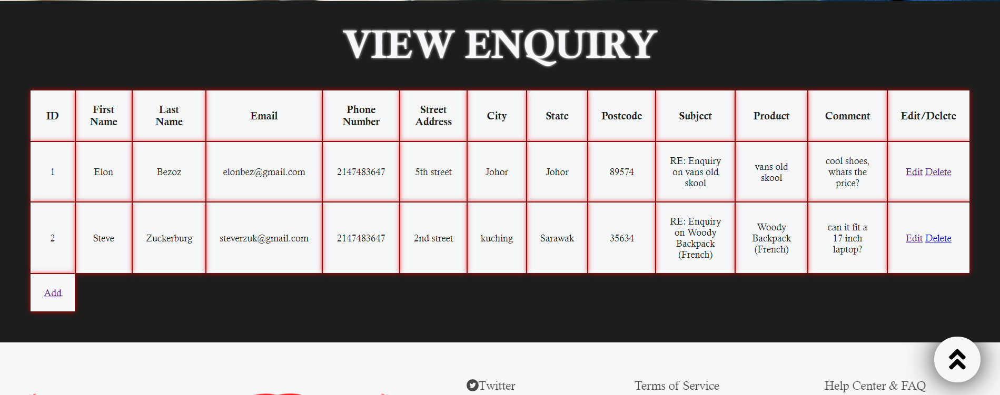 VIEW ENQUIRY
ID First Name Last Name Email Phone Number Street Address City State Postcode Subject Product Comment Edit/Delete
1 Elon Bezoz elonbez@gmail.com 2147483647 5th street Johor Johor 89574 RE: Enquiry on vans old skool vans old skool cool shoes, whats the price? Edit Delete
2 Steve Zuckerburg steverzuk@gmail.com 2147483647 2nd street kuching Sarawak 35634 RE: Enquiry on Woody Backpack (French) Woody Backpack (French) can it fit a 17 inch laptop? Edit Delete
Add
Twitter Terms of Service Help Center & FAQ